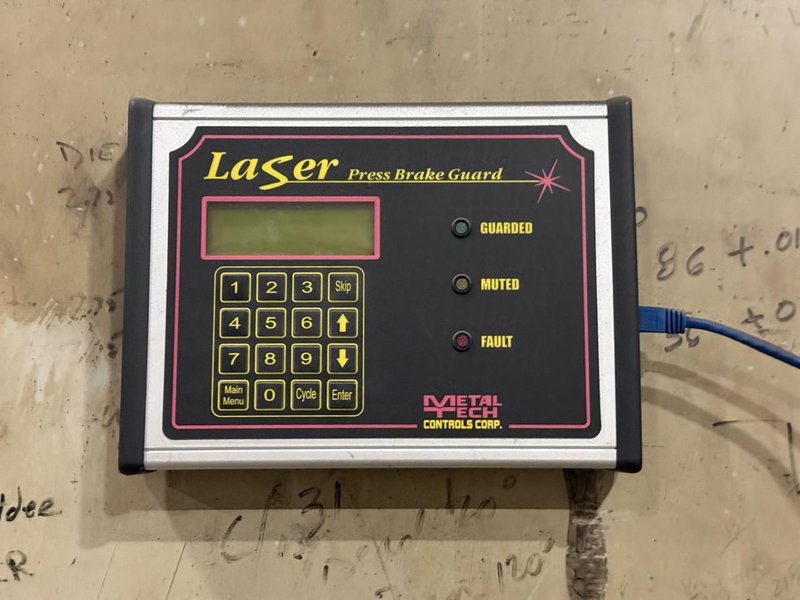 DIE
Laser Press Brake Guard
GUARDED
MUTED
FAULT
1 2 3 Skip
4 5 6
7 8 9
Main Menu 0 Cycle Enter
METAL
TECH
CONTROLS CORP.
86 + .01
120°